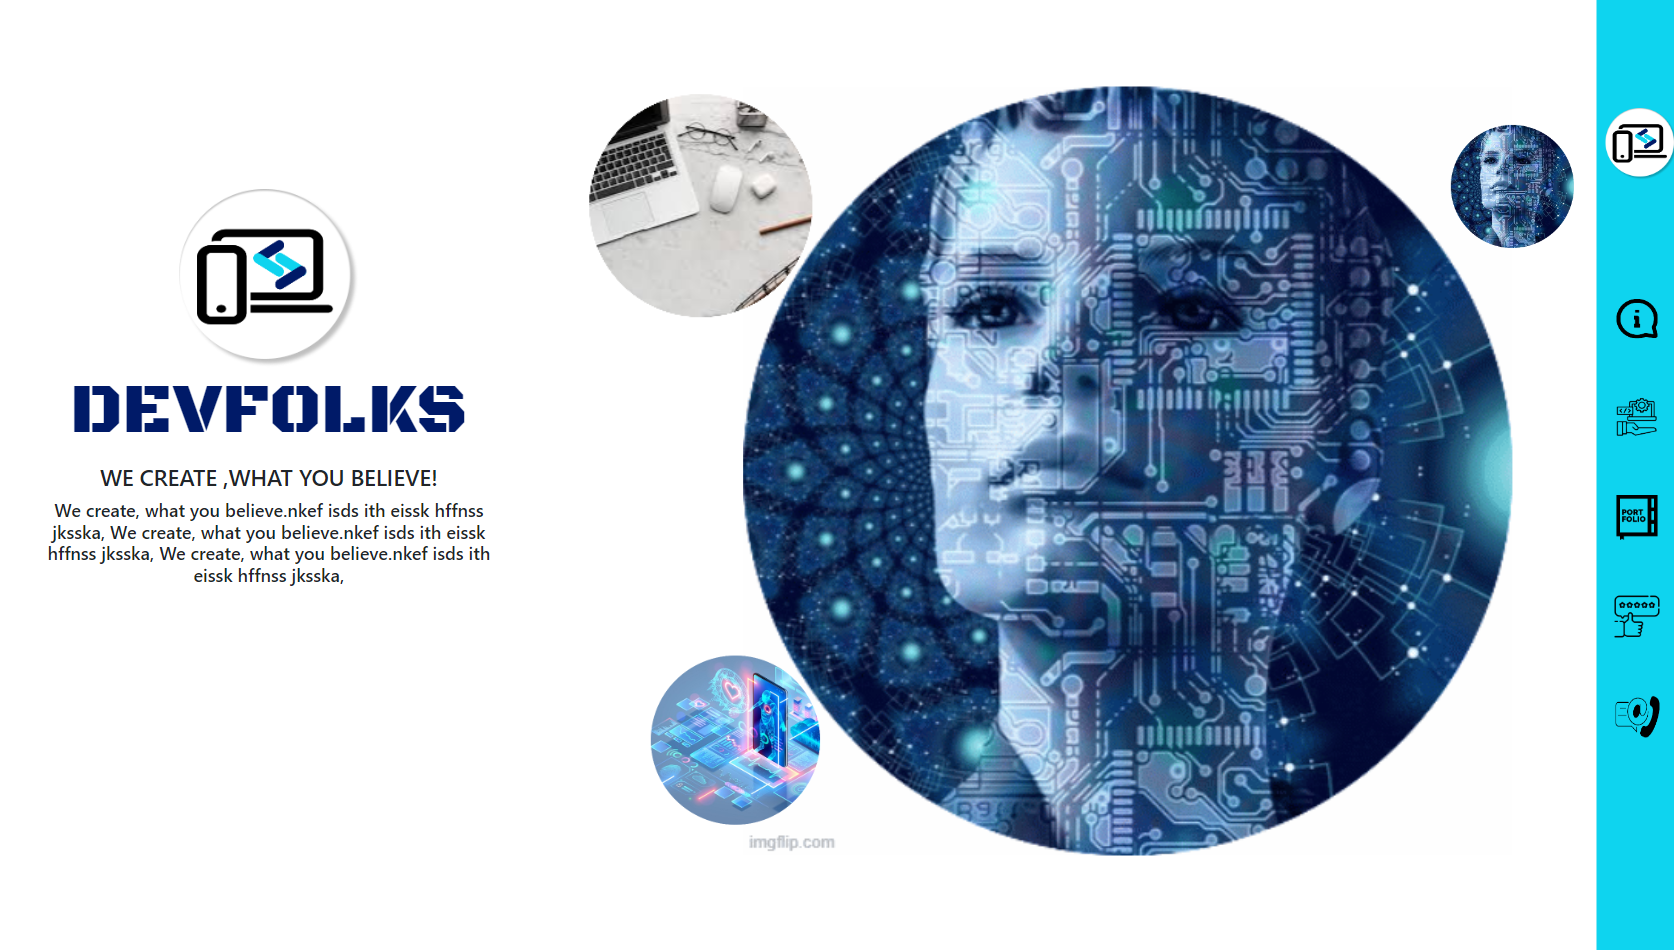 DEVFOLKS
WE CREATE ,WHAT YOU BELIEVE!
We create, what you believe.nkef isds ith eissk hffnss
jksska, We create, what you believe.nkef isds ith eissk
hffnss jksska, We create, what you believe.nkef isds ith
eissk hffnss jksska,
imgflip.com
PORT
FOLIO